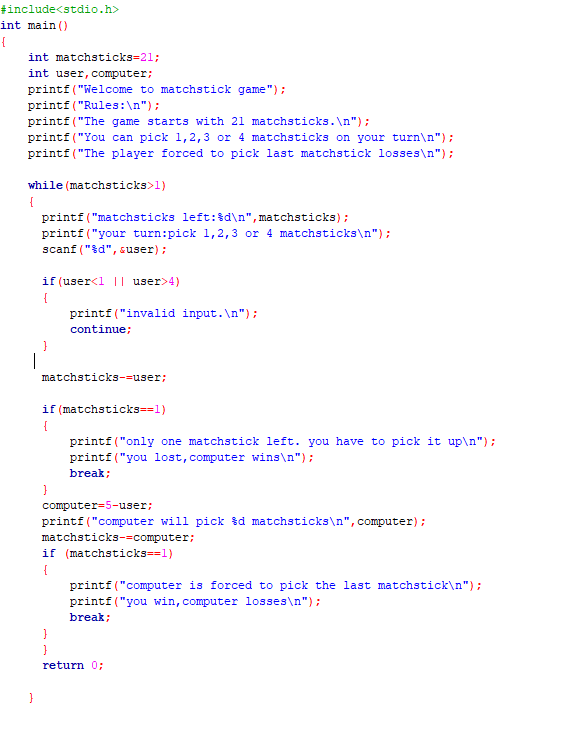 #include<stdio.h>
int main()
{
    int matchsticks=21;
    int user,computer;
    printf("Welcome to matchstick game");
    printf("Rules:\n");
    printf("The game starts with 21 matchsticks.\n");
    printf("You can pick 1,2,3 or 4 matchsticks on your turn\n");
    printf("The player forced to pick last matchstick losses\n");

    while(matchsticks>1)
    {
      printf("matchsticks left:%d\n",matchsticks);
      printf("your turn:pick 1,2,3 or 4 matchsticks\n");
      scanf("%d",&user);

      if(user<1 || user>4)
      {
          printf("invalid input.\n");
          continue;
      }

      matchsticks-=user;

      if(matchsticks==1)
      {
          printf("only one matchstick left. you have to pick it up\n");
          printf("you lost,computer wins\n");
          break;
      }
      computer=5-user;
      printf("computer will pick %d matchsticks\n",computer);
      matchsticks-=computer;
      if (matchsticks==1)
      {
          printf("computer is forced to pick the last matchstick\n");
          printf("you win,computer losses\n");
          break;
      }
      }
      return 0;

    }